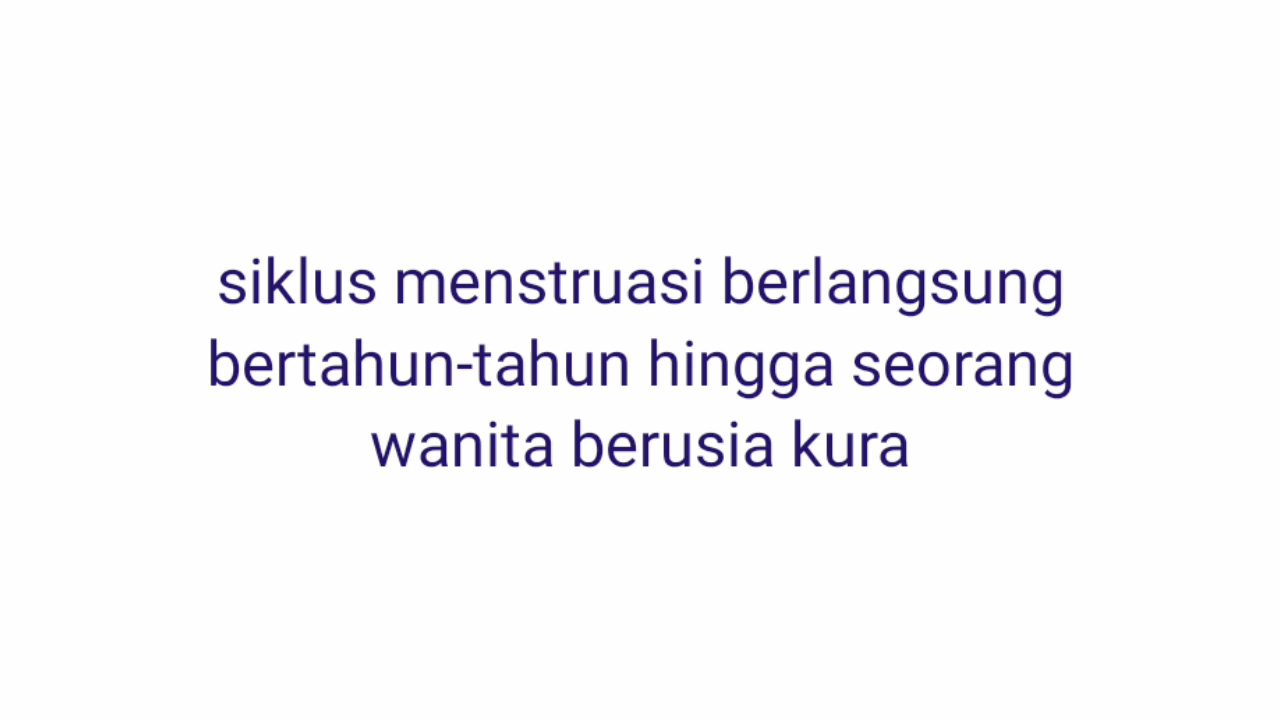 siklus menstruasi berlangsung
bertahun-tahun hingga seorang
wanita berusia kura